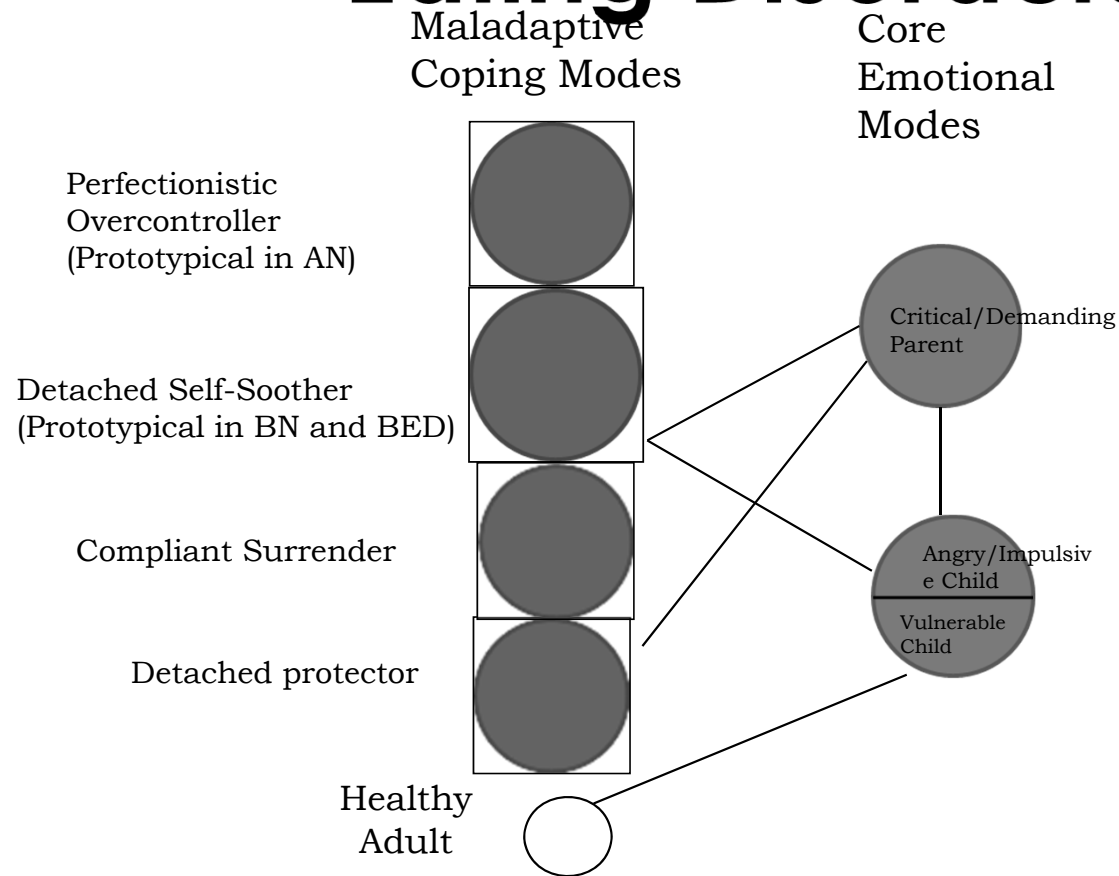 Maladaptive
Coping Modes
Core
Emotional
Modes
Perfectionistic
Overcontroller
(Prototypical in AN)
Critical/Demanding
Parent
Detached Self-Soother
(Prototypical in BN and BED)
Compliant Surrender
Angry/Impulsiv
e Child
Vulnerable
Child
Detached protector
Healthy
Adult